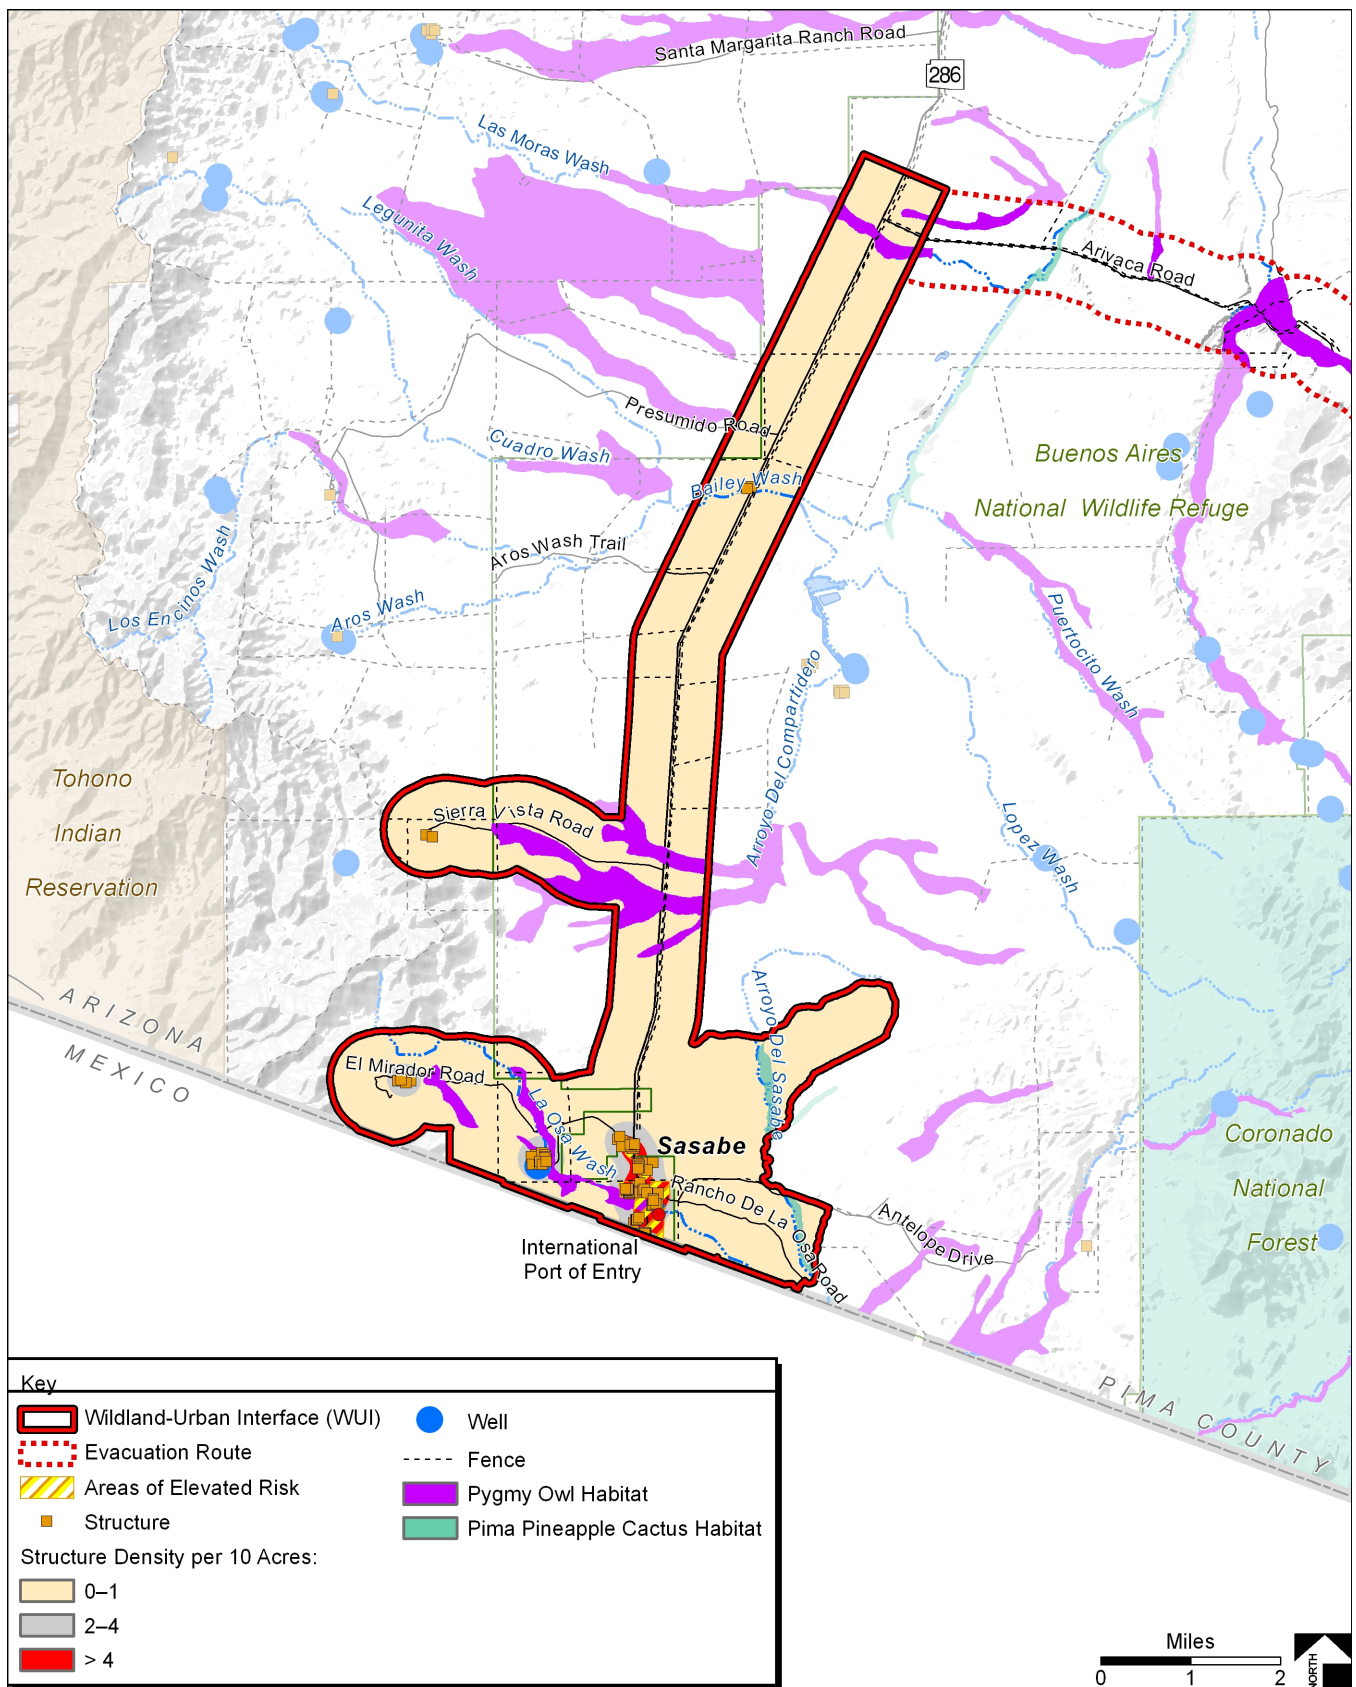 Santa Margarita Ranch Road
286
Las Moras Wash
Legunita Wash
Arivaca Road
Presumido Road
Cuadro Wash
Bailey Wash
Buenos Aires
National Wildlife Refuge
Aros Wash Trail
Los Encinos Wash
Aros Wash
Puertocito Wash
Arroyo Del Compartidero
Tohono
Indian
Reservation
Sierra Vista Road
Lopez Wash
ARIZONA
MEXICO
Arroyo Del Sasabe
El Mirador Road
La Osa Wash
Sasabe
Coronado
National
Forest
Rancho De La Osa Road
Antelope Drive
International
Port of Entry
PIMA COUNTY
Key
Wildland-Urban Interface (WUI)
Evacuation Route
Areas of Elevated Risk
Structure
Structure Density per 10 Acres:
0–1
2–4
> 4
Well
Fence
Pygmy Owl Habitat
Pima Pineapple Cactus Habitat
Miles
0 1 2
NORTH